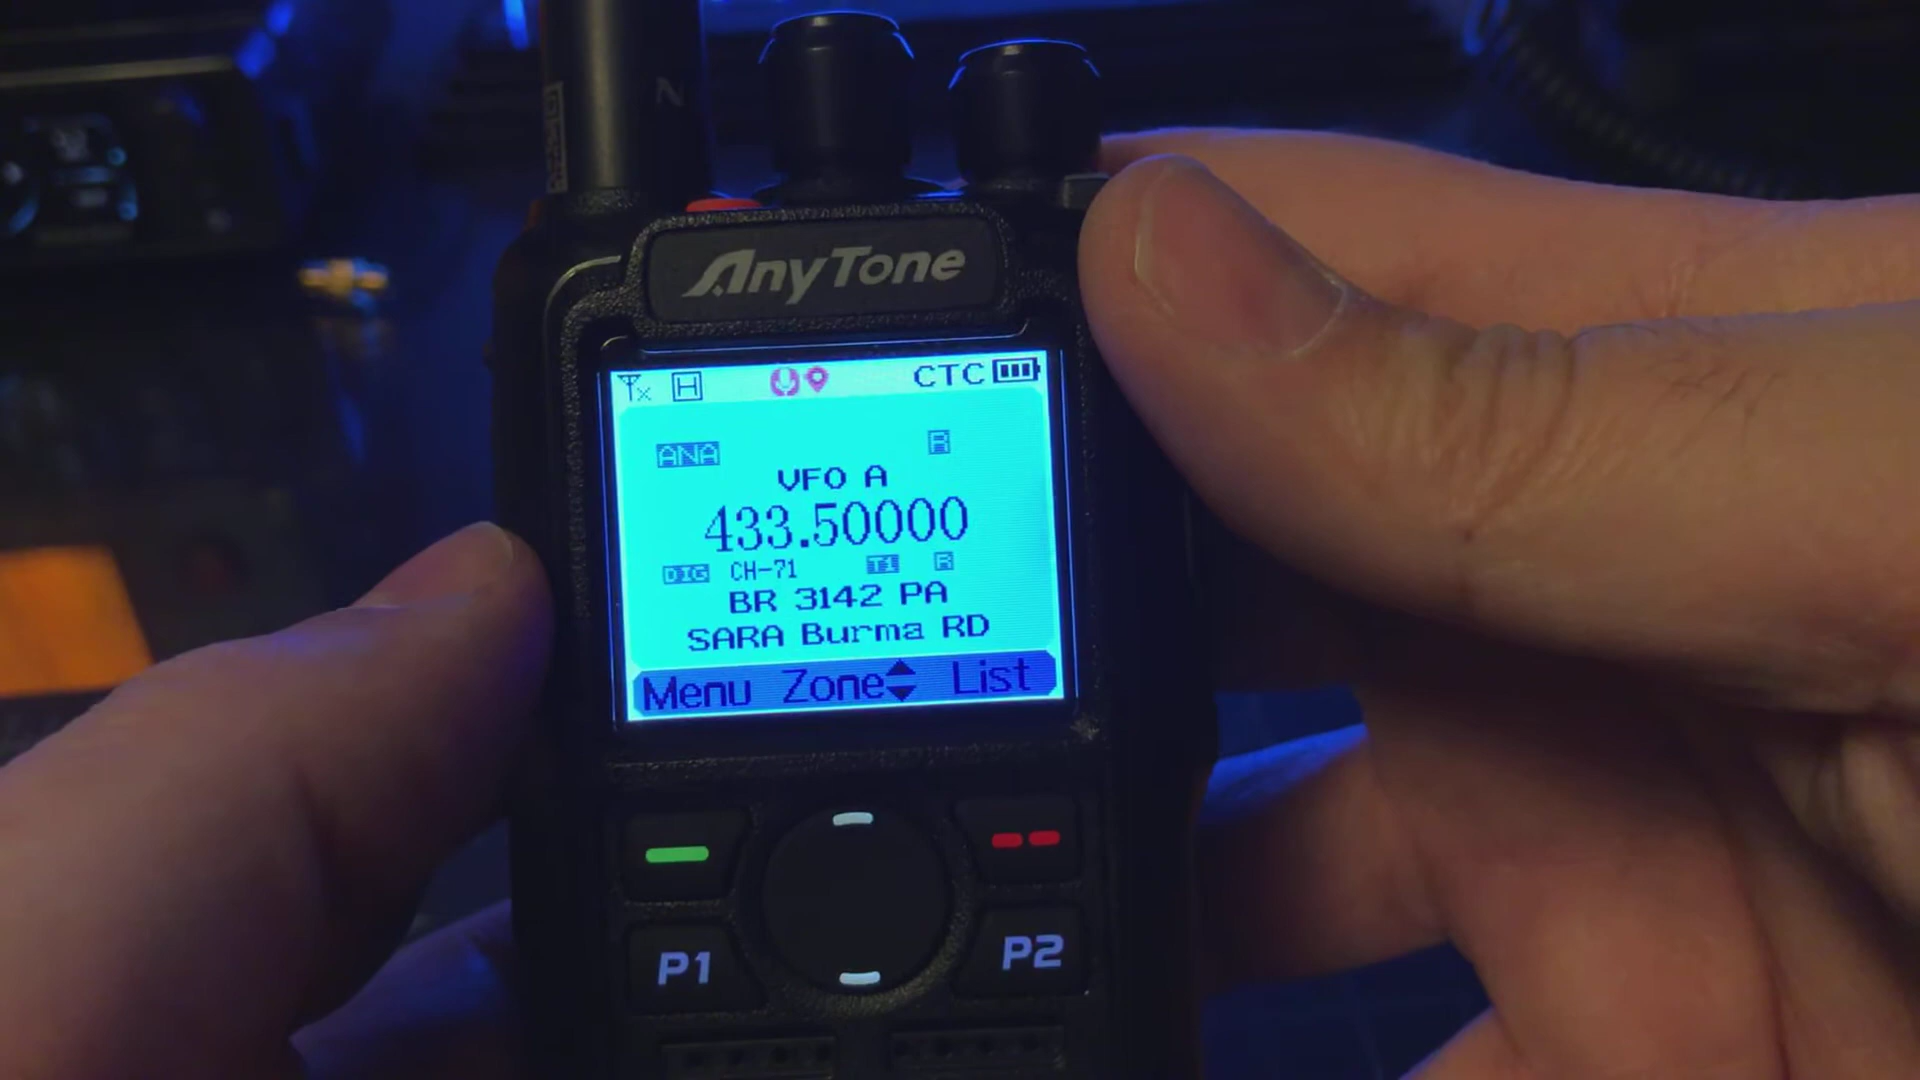 AnyTone
H CTC
ANA R
VFO A
433.50000
DIG CH-71 T1 R
BR 3142 PA
SARA Burma RD
Menu Zone List
P1 P2